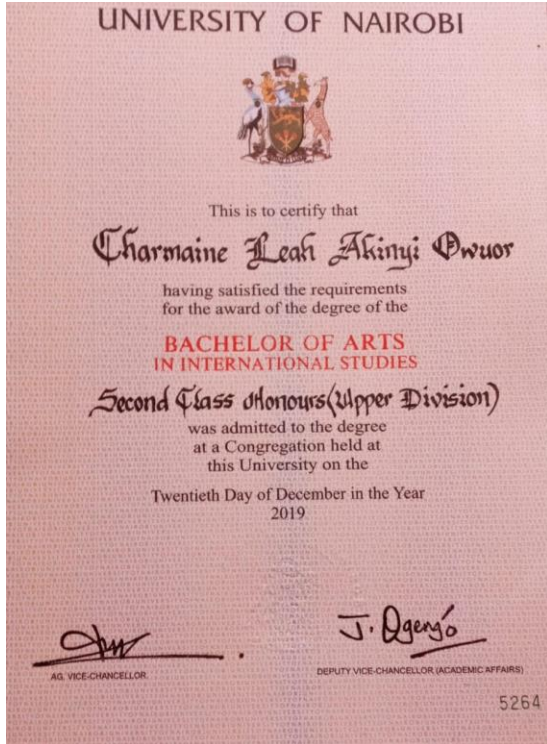 UNIVERSITY OF NAIROBI
This is to certify that
Charmaine Leah Akinyi Owuor
having satisfied the requirements
for the award of the degree of the
BACHELOR OF ARTS
IN INTERNATIONAL STUDIES
Second Class Honours (Upper Division)
was admitted to the degree
at a Congregation held at
this University on the
Twentieth Day of December in the Year
2019
J. Ogeng'o
AG. VICE-CHANCELLOR
DEPUTY VICE-CHANCELLOR (ACADEMIC AFFAIRS)
5264